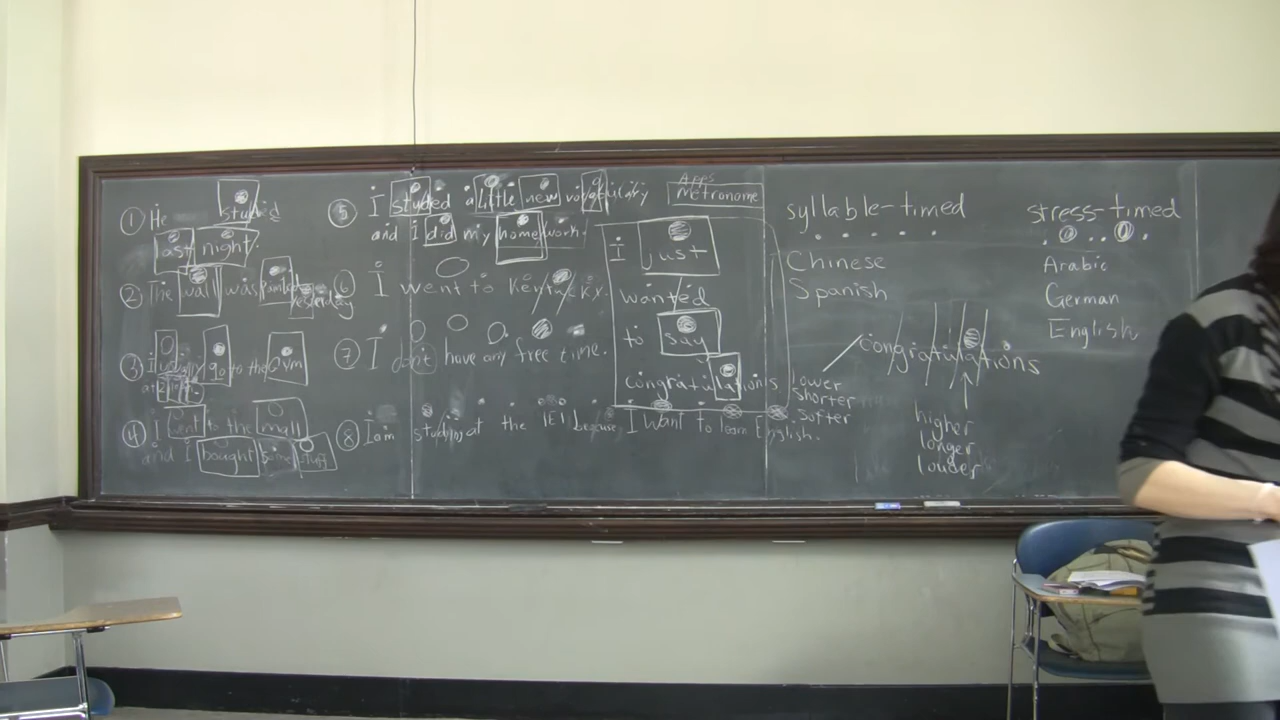 ① He studied
last night.
② The wall was painted
yesterday
③ I usually go to the gym
at
④ I went to the mall
and I bought some stuff
⑤ I studied a little new vocabulary
and I did my home work.
⑥ I went to Kentucky.
⑦ I don't have any free time.
⑧ I am studying at the IEI because I want to learn English.
Apps
Metronome
I just
wanted
to say
congratulations
syllable-timed
Chinese
Spanish
stress-timed
Arabic
German
English
congratulations
Lower
shorter
softer
higher
longer
louder